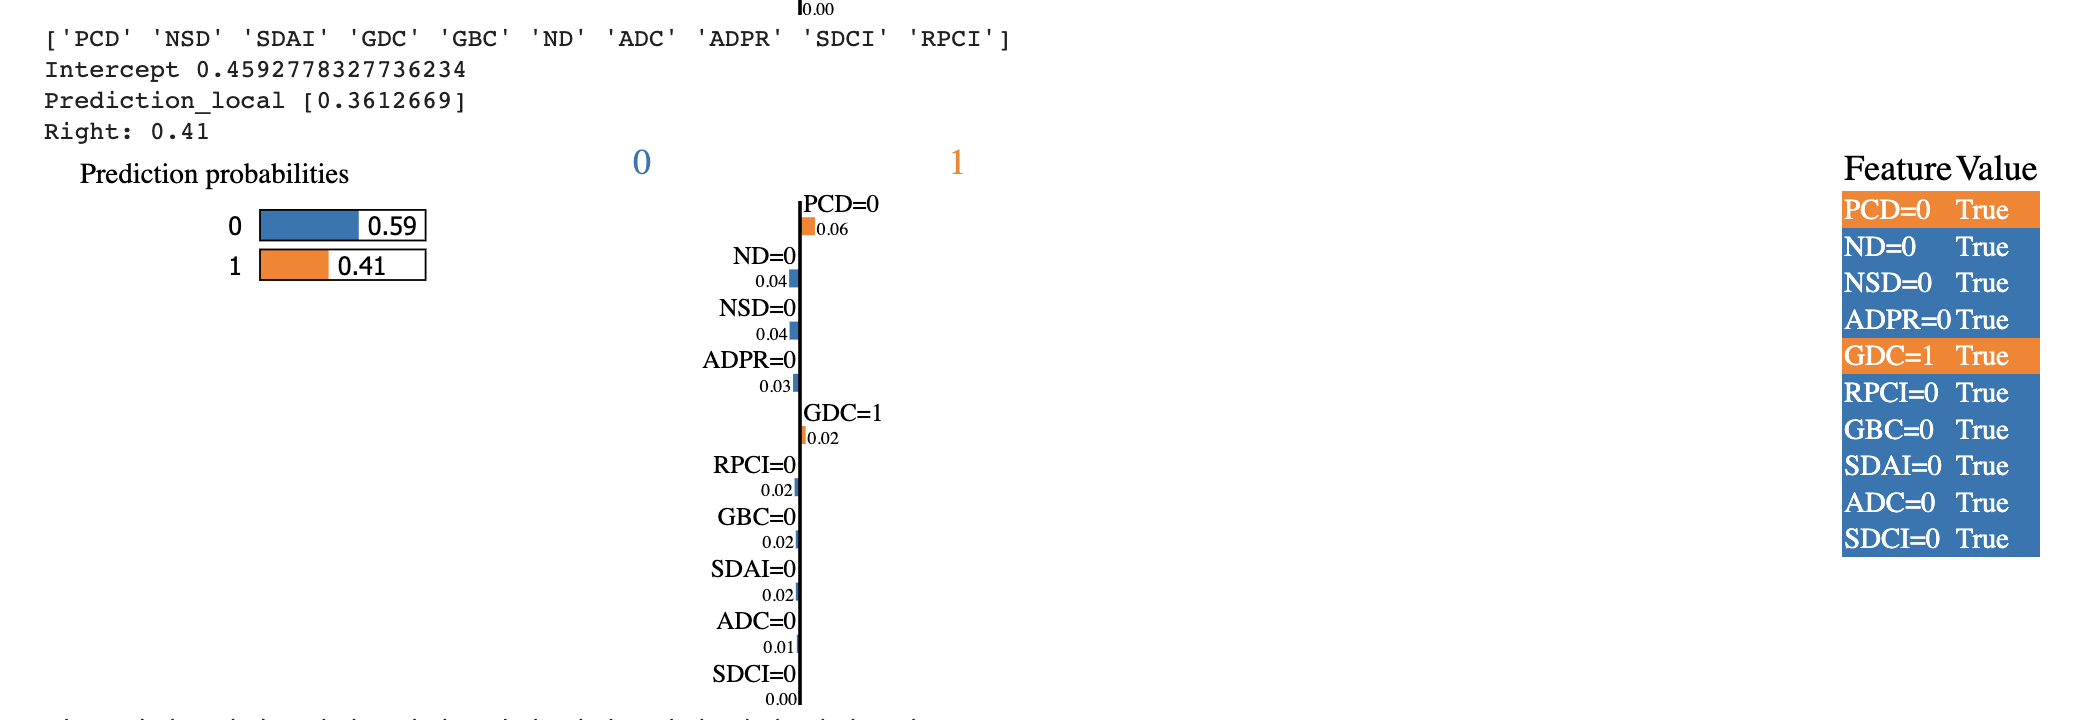 0.00
['PCD' 'NSD' 'SDAI' 'GDC' 'GBC' 'ND' 'ADC' 'ADPR' 'SDCI' 'RPCI']
Intercept 0.4592778327736234
Prediction_local [0.3612669]
Right: 0.41
Prediction probabilities
0 0.59
1 0.41
0 1
PCD=0
0.06
ND=0
0.04
NSD=0
0.04
ADPR=0
0.03
GDC=1
0.02
RPCI=0
0.02
GBC=0
0.02
SDAI=0
0.02
ADC=0
0.01
SDCI=0
0.00
Feature Value
PCD=0 True
ND=0 True
NSD=0 True
ADPR=0 True
GDC=1 True
RPCI=0 True
GBC=0 True
SDAI=0 True
ADC=0 True
SDCI=0 True